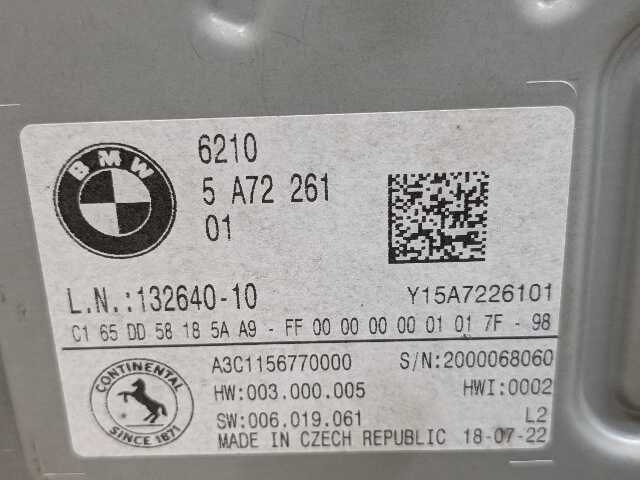 BMW
6210
5 A72 261
01
L.N.:132640-10
Y15A7226101
C1 65 DD 58 18 5A A9 - FF 00 00 00 00 01 01 7F - 98
CONTINENTAL
SINCE 1871
A3C1156770000
S/N:2000068060
HW:003.000.005
HWI:0002
SW:006.019.061
L2
MADE IN CZECH REPUBLIC 18-07-22